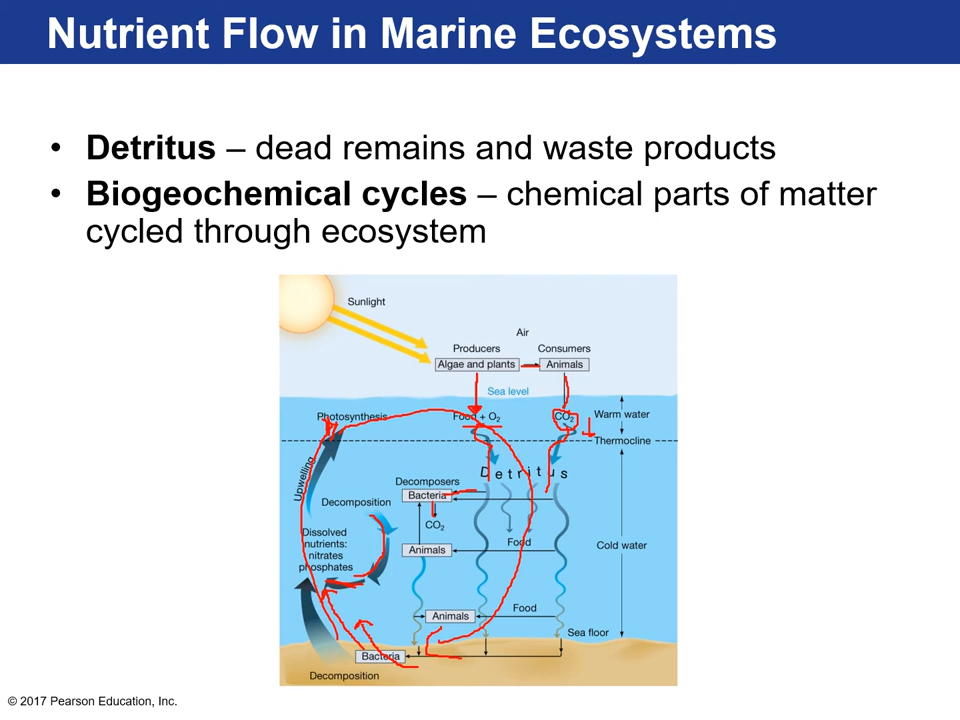 Nutrient Flow in Marine Ecosystems
• Detritus – dead remains and waste products
• Biogeochemical cycles – chemical parts of matter
cycled through ecosystem
Sunlight
Air
Producers
Consumers
Algae and plants
Animals
Sea level
Photosynthesis
Food + O2
CO2
Warm water
Thermocline
Upwelling
Detritus
Decomposers
Bacteria
Decomposition
CO2
Dissolved
nutrients:
nitrates
phosphates
Animals
Food
Cold water
Animals
Food
Sea floor
Bacteria
Decomposition
© 2017 Pearson Education, Inc.